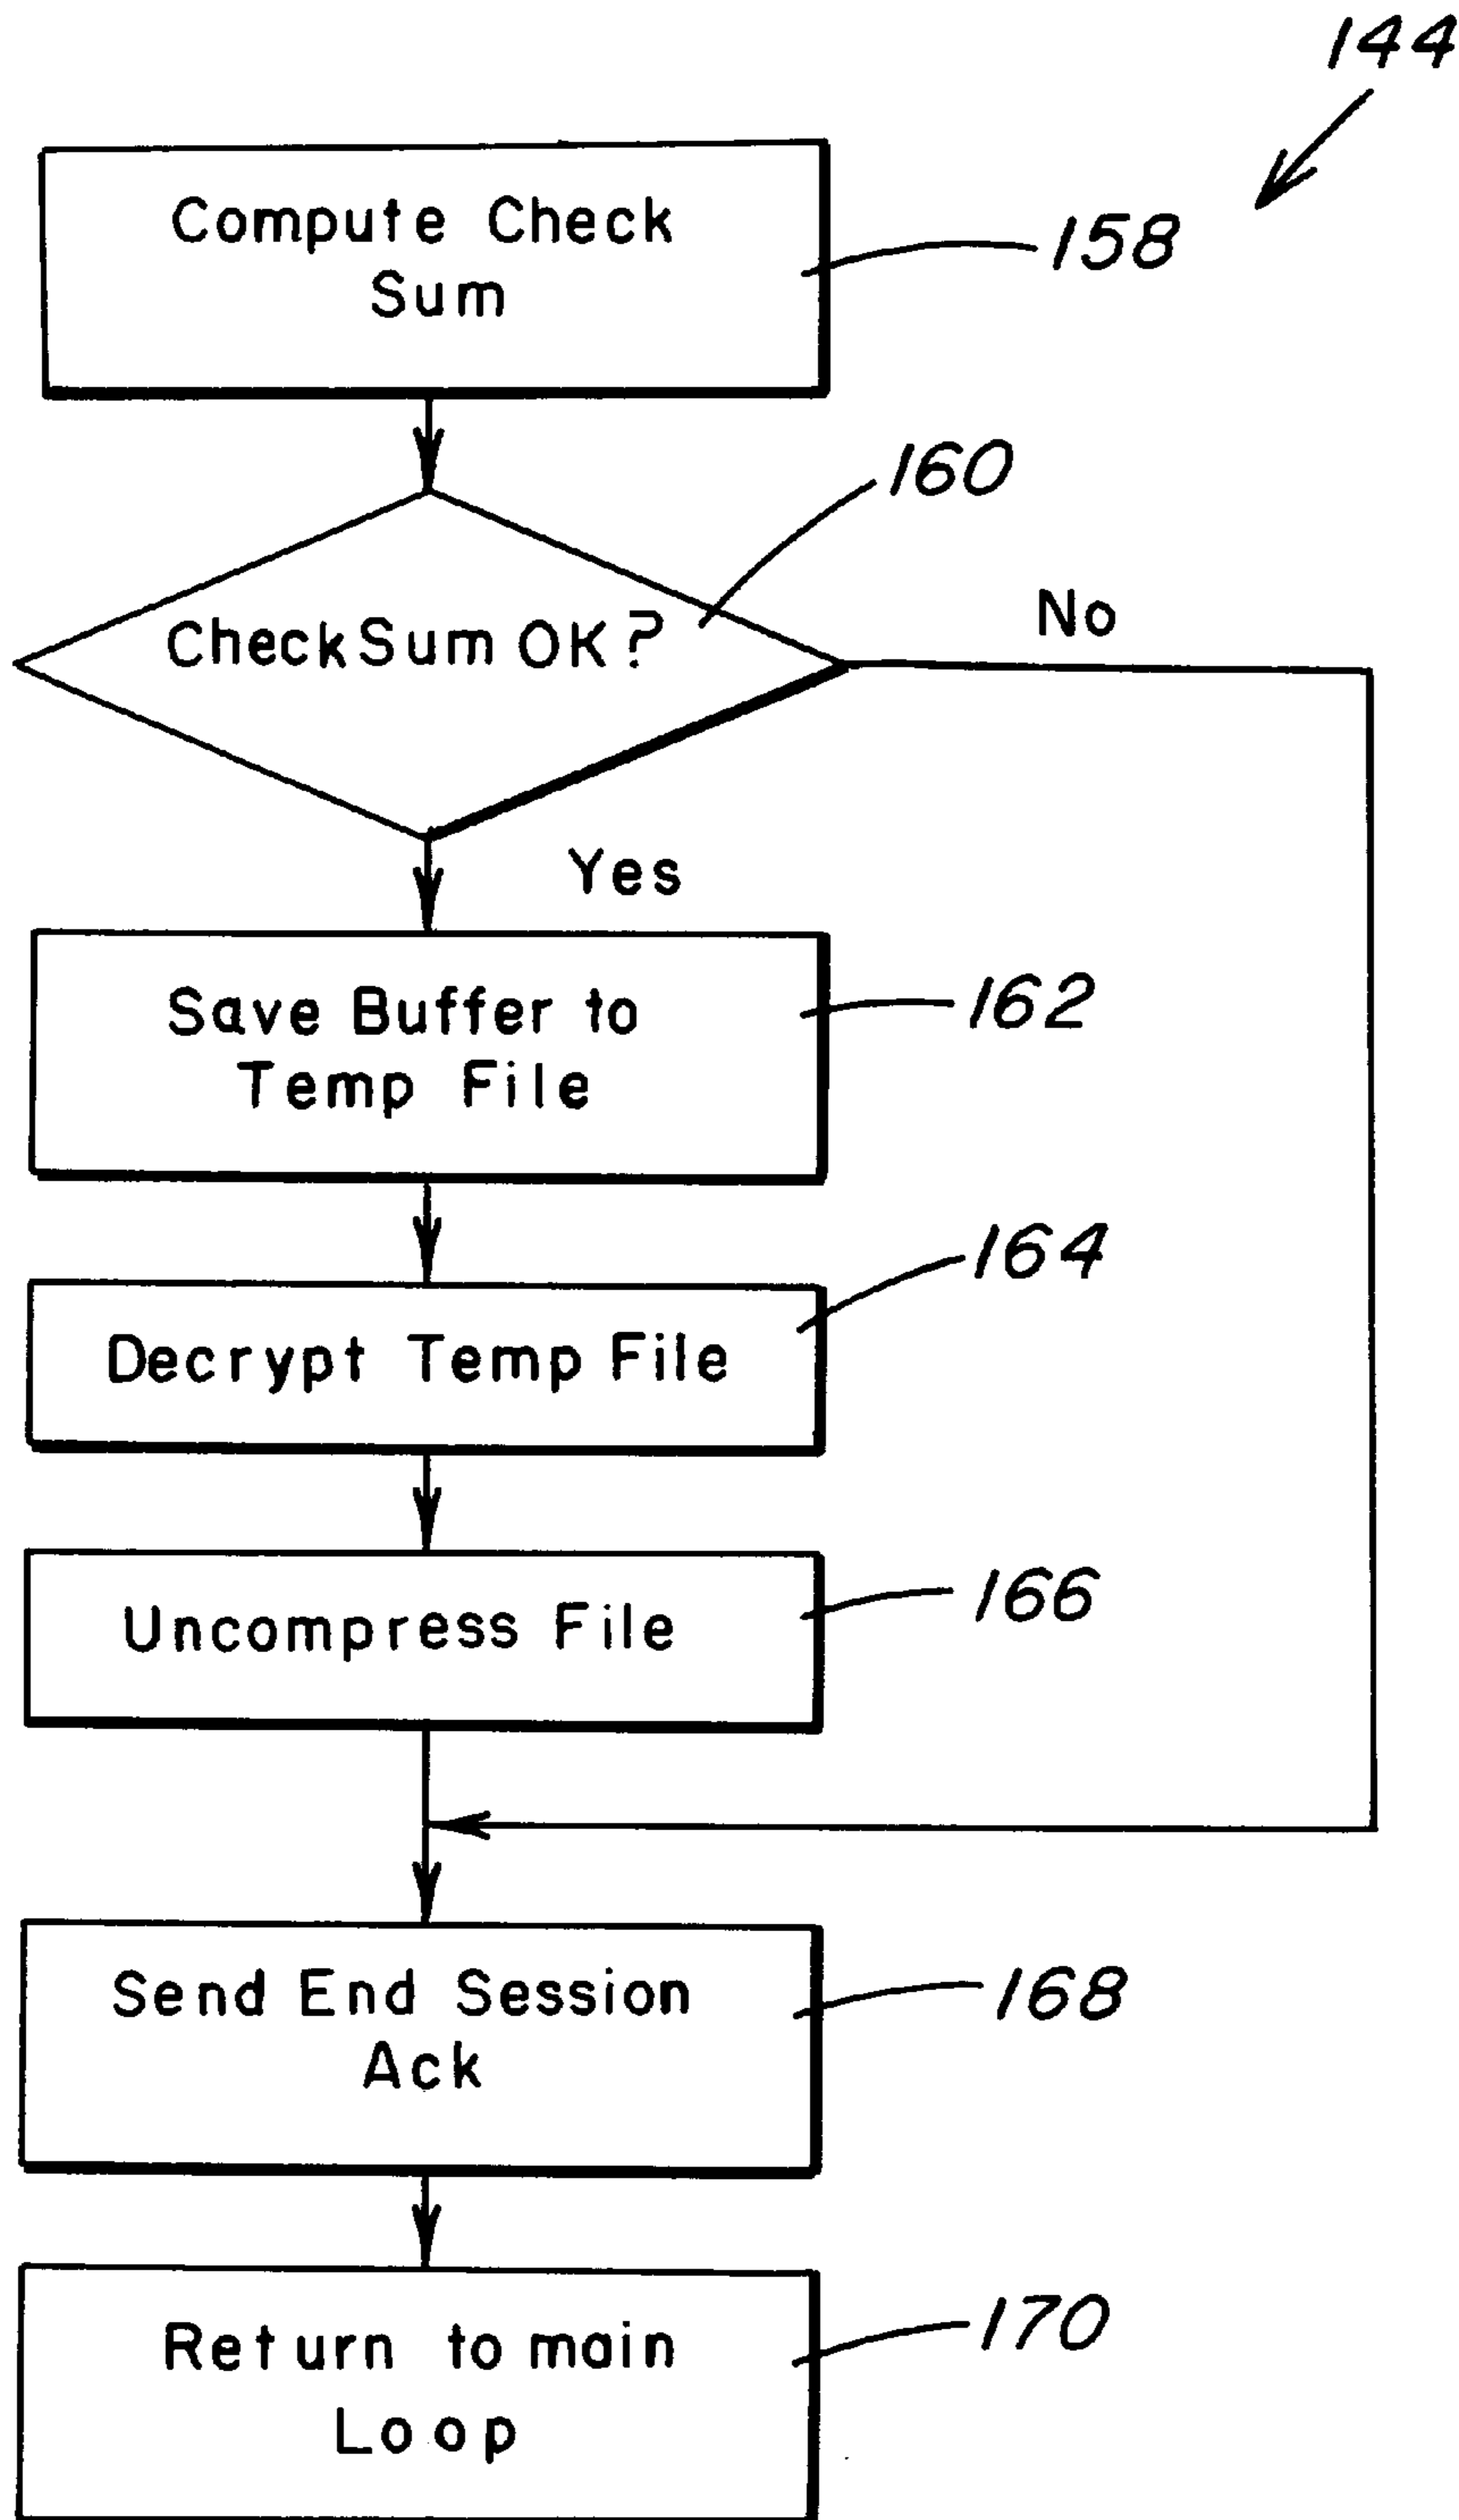 144
Compute Check
Sum
158
160
CheckSum OK?
No
Yes
Save Buffer to
Temp File
162
164
Decrypt Temp File
Uncompress File
166
Send End Session
Ack
168
Return to main
Loop
170